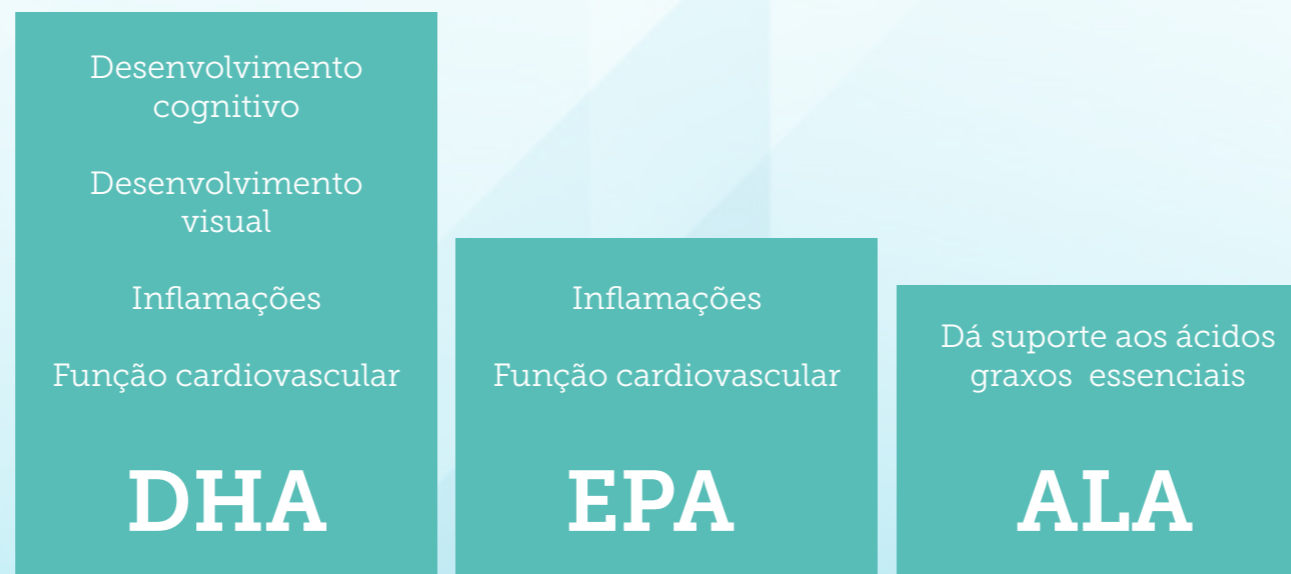 Desenvolvimento
cognitivo
Desenvolvimento
visual
Inflamações
Função cardiovascular
DHA
Inflamações
Função cardiovascular
EPA
Dá suporte aos ácidos
graxos essenciais
ALA